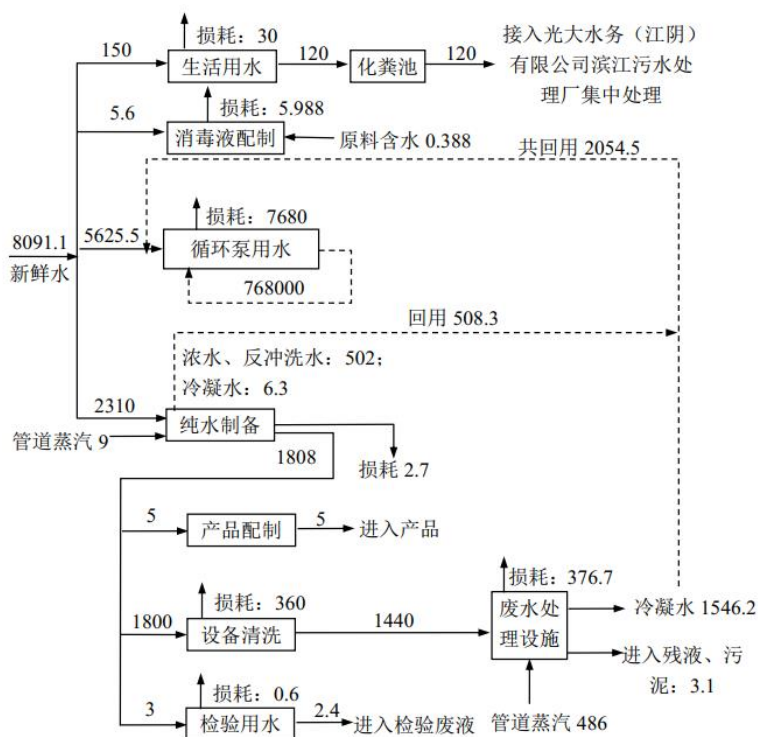 损耗：30
150
生活用水
120
化粪池
120
接入光大水务（江阴）
有限公司滨江污水处
理厂集中处理
损耗：5.988
5.6
消毒液配制
原料含水 0.388
共回用 2054.5
损耗：7680
8091.1
新鲜水
5625.5
循环泵用水
768000
回用 508.3
浓水、反冲洗水：502；
冷凝水：6.3
2310
纯水制备
管道蒸汽 9
1808
损耗 2.7
5
产品配制
5
进入产品
损耗：360
1800
设备清洗
1440
损耗：376.7
废水处
理设施
冷凝水 1546.2
进入残液、污
泥：3.1
管道蒸汽 486
损耗：0.6
3
检验用水
2.4
进入检验废液